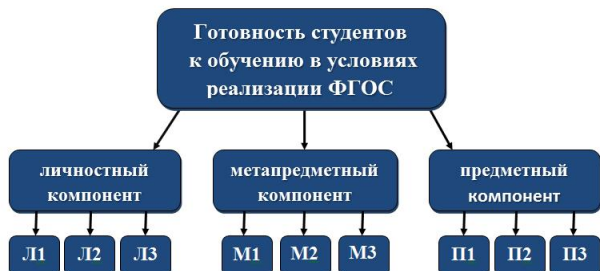 Готовность студентов
к обучению в условиях
реализации ФГОС
личностный
компонент
метапредметный
компонент
предметный
компонент
Л1 Л2 Л3 М1 М2 М3 П1 П2 П3